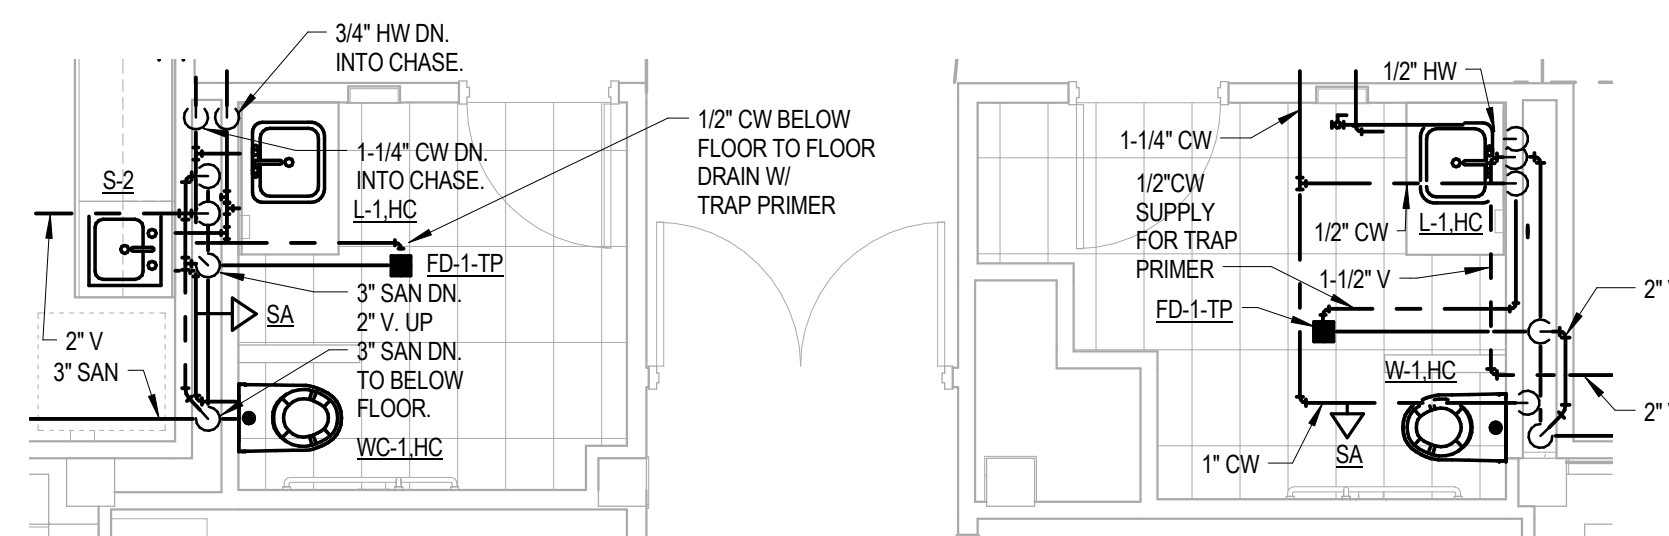 3/4" HW DN.
INTO CHASE.
1-1/4" CW DN.
INTO CHASE.
L-1,HC
S-2
1/2" CW BELOW
FLOOR TO FLOOR
DRAIN W/
TRAP PRIMER
FD-1-TP
3" SAN DN.
2" V. UP
SA
2" V
3" SAN
3" SAN DN.
TO BELOW
FLOOR.
WC-1,HC
1/2" HW
1-1/4" CW
1/2"CW
SUPPLY
FOR TRAP
PRIMER
1/2" CW
L-1,HC
1-1/2" V
FD-1-TP
W-1,HC
1" CW
SA
2"
2"